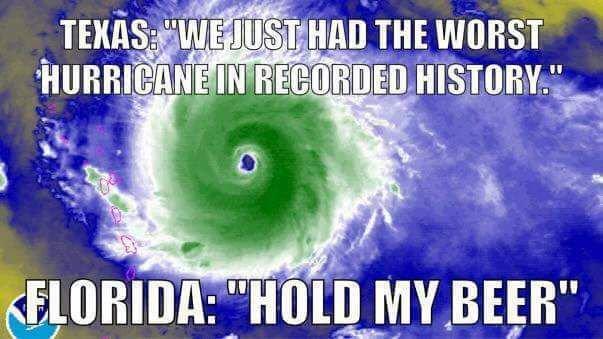 TEXAS: "WE JUST HAD THE WORST
HURRICANE IN RECORDED HISTORY."
FLORIDA: "HOLD MY BEER"